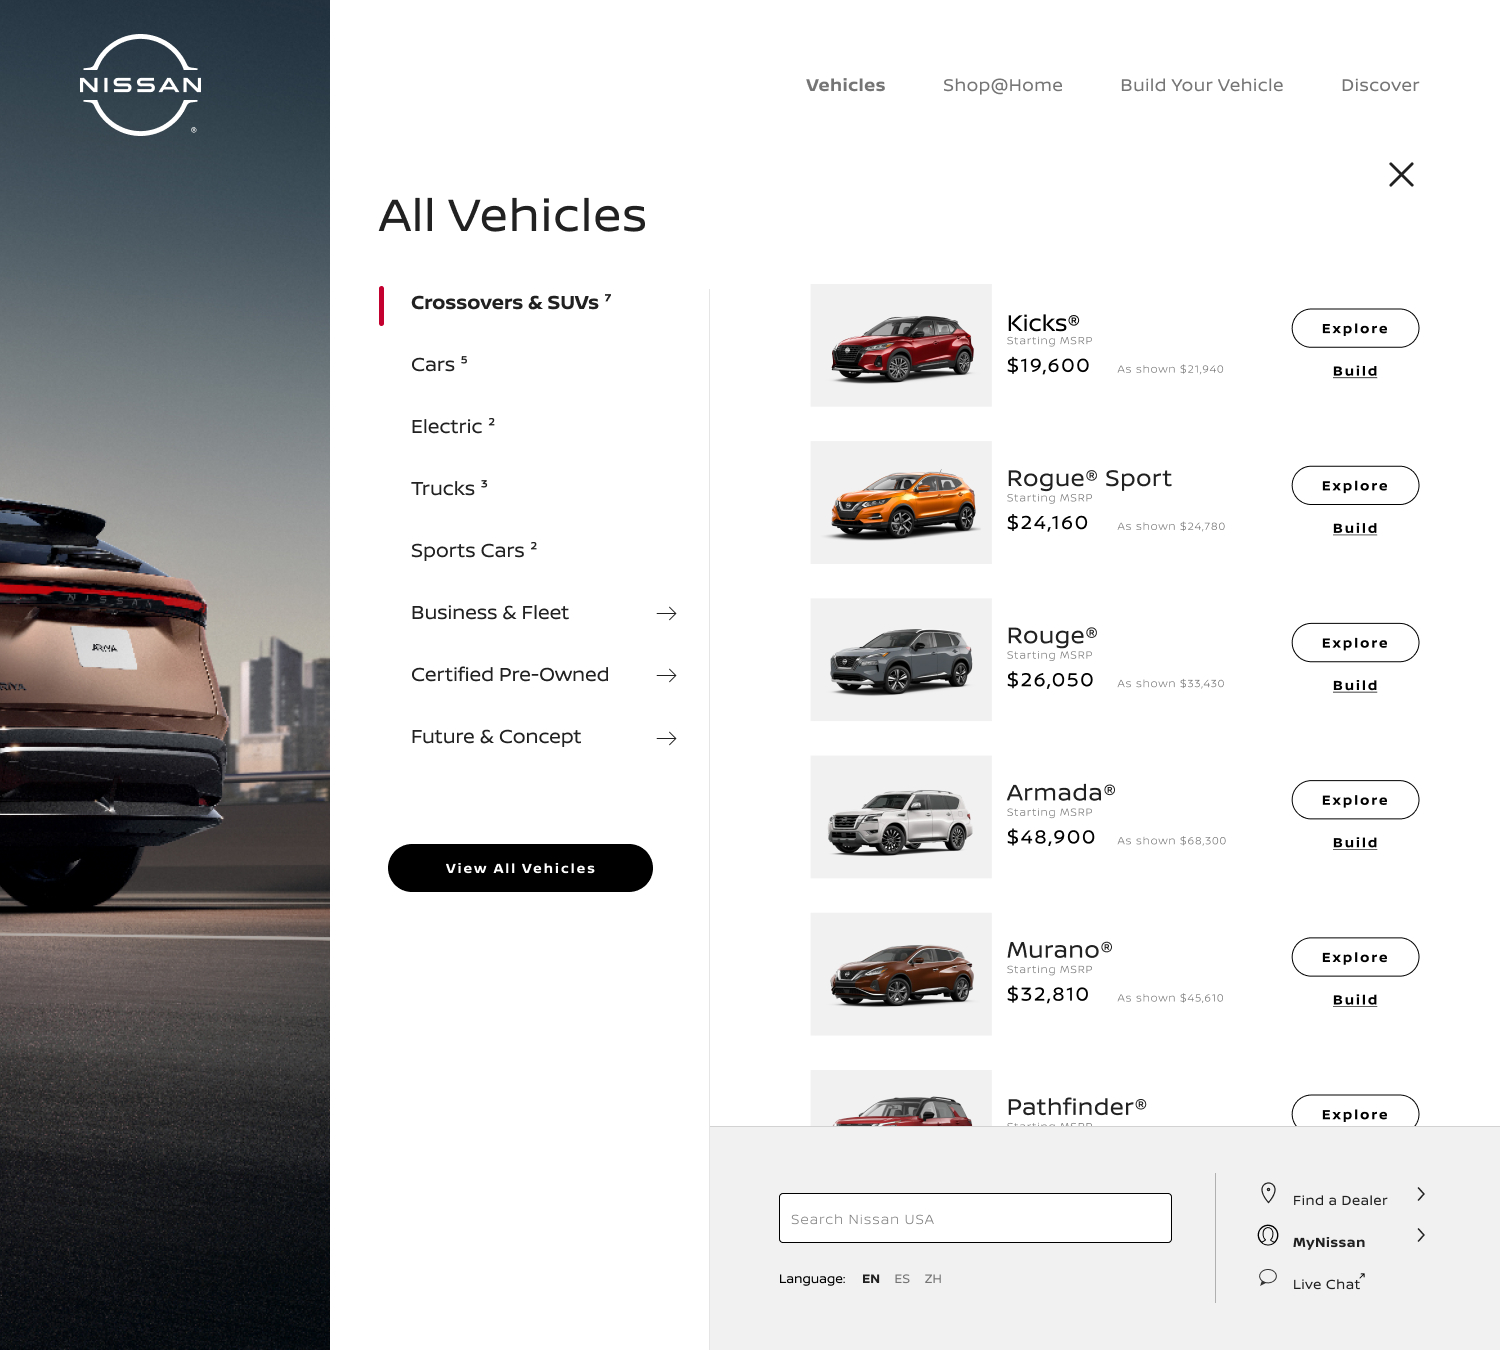 NISSAN
®
Vehicles Shop@Home Build Your Vehicle Discover
All Vehicles
Crossovers & SUVs ⁷
Cars ⁵
Electric ²
Trucks ³
Sports Cars ²
Business & Fleet
Certified Pre-Owned
Future & Concept
View All Vehicles
Kicks®
Starting MSRP
$19,600 As shown $21,940
Explore
Build
Rogue® Sport
Starting MSRP
$24,160 As shown $24,780
Explore
Build
Rouge®
Starting MSRP
$26,050 As shown $33,430
Explore
Build
Armada®
Starting MSRP
$48,900 As shown $68,300
Explore
Build
Murano®
Starting MSRP
$32,810 As shown $45,610
Explore
Build
Pathfinder®
Starting MSRP
Explore
Search Nissan USA
Language: EN ES ZH
Find a Dealer
MyNissan
Live Chat
NISSAN
ARIYA